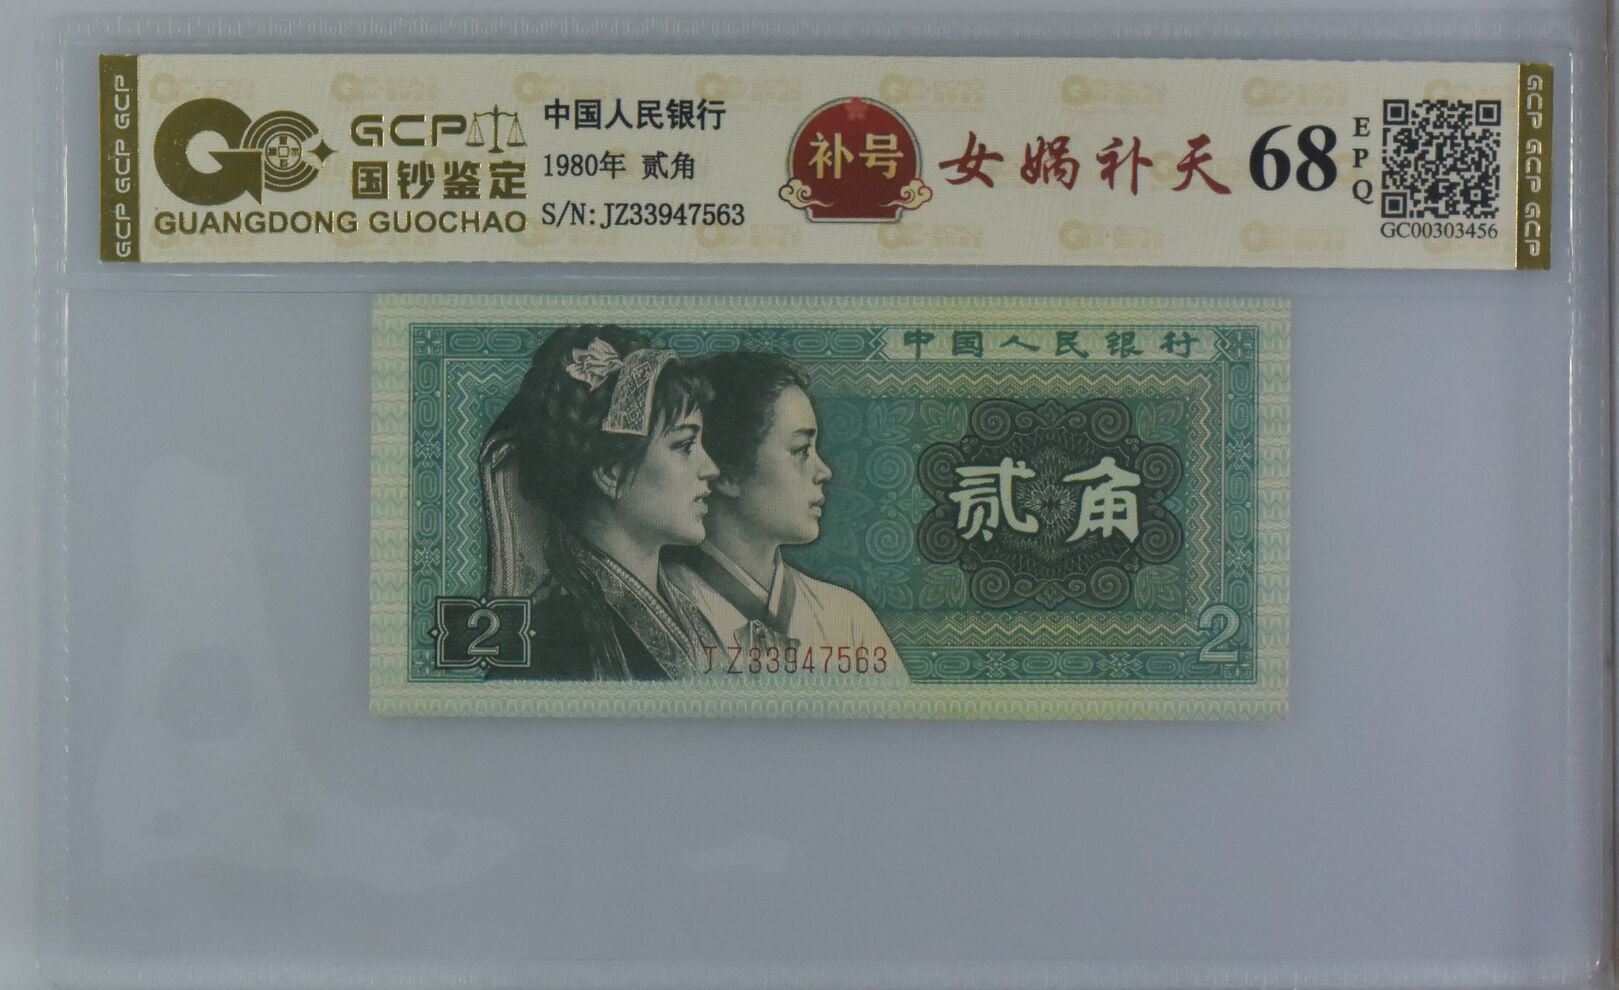 GCP GCP GCP
GCP
国钞鉴定
GUANGDONG GUOCHAO
中国人民银行
1980年 贰角
S/N: JZ33947563
补号
女娲补天
68
EPQ
GC00303456
GCP GCP GCP
中国人民银行
贰角
2
2
JZ33947563